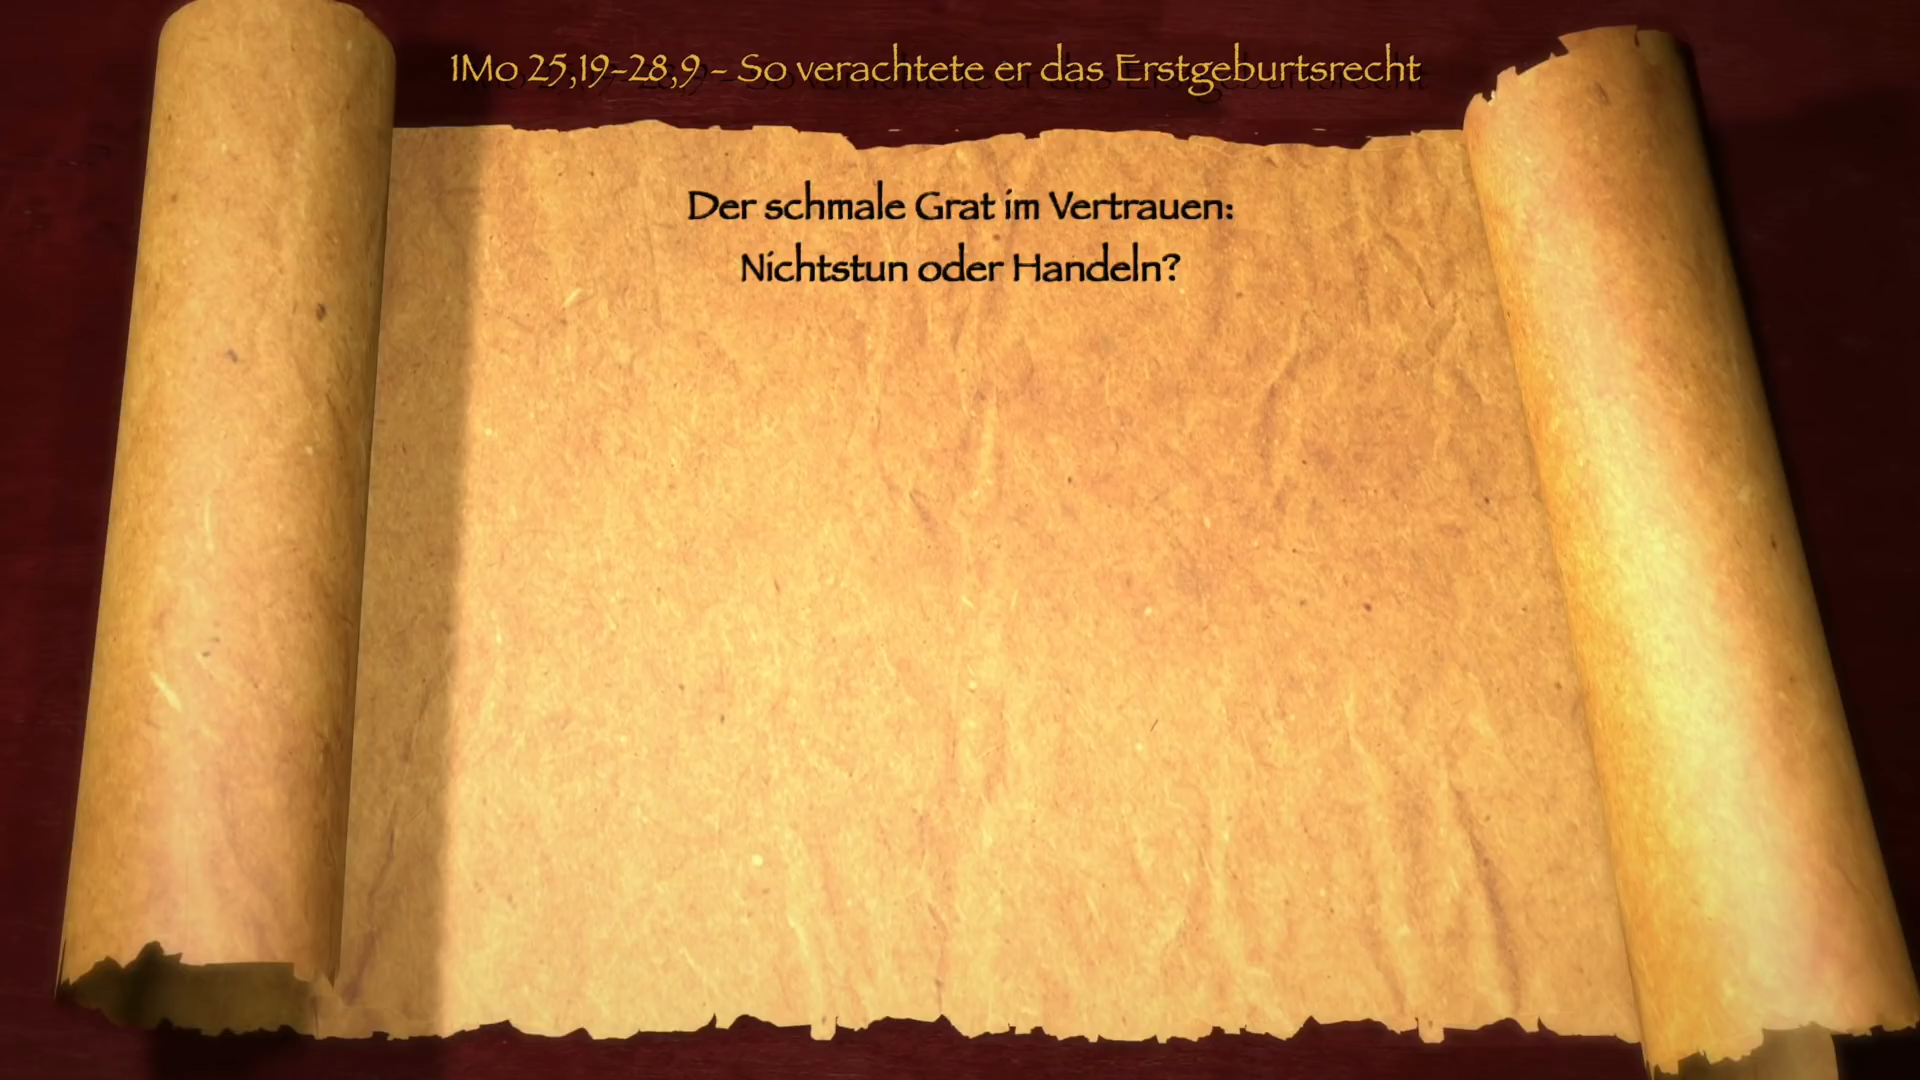 1Mo 25,19-28,9 - So verachtete er das Erstgeburtsrecht
Der schmale Grat im Vertrauen:
Nichtstun oder Handeln?